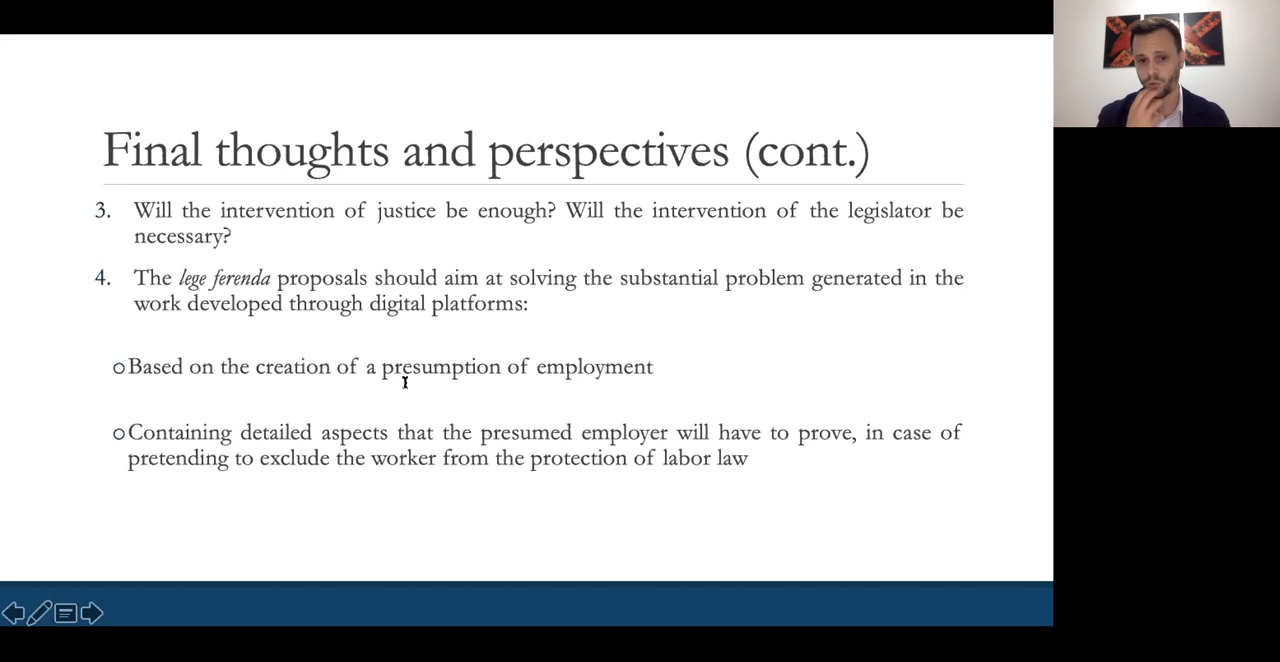 Final thoughts and perspectives (cont.)
3. Will the intervention of justice be enough? Will the intervention of the legislator be
necessary?
4. The lege ferenda proposals should aim at solving the substantial problem generated in the
work developed through digital platforms:
○Based on the creation of a presumption of employment
○Containing detailed aspects that the presumed employer will have to prove, in case of
pretending to exclude the worker from the protection of labor law